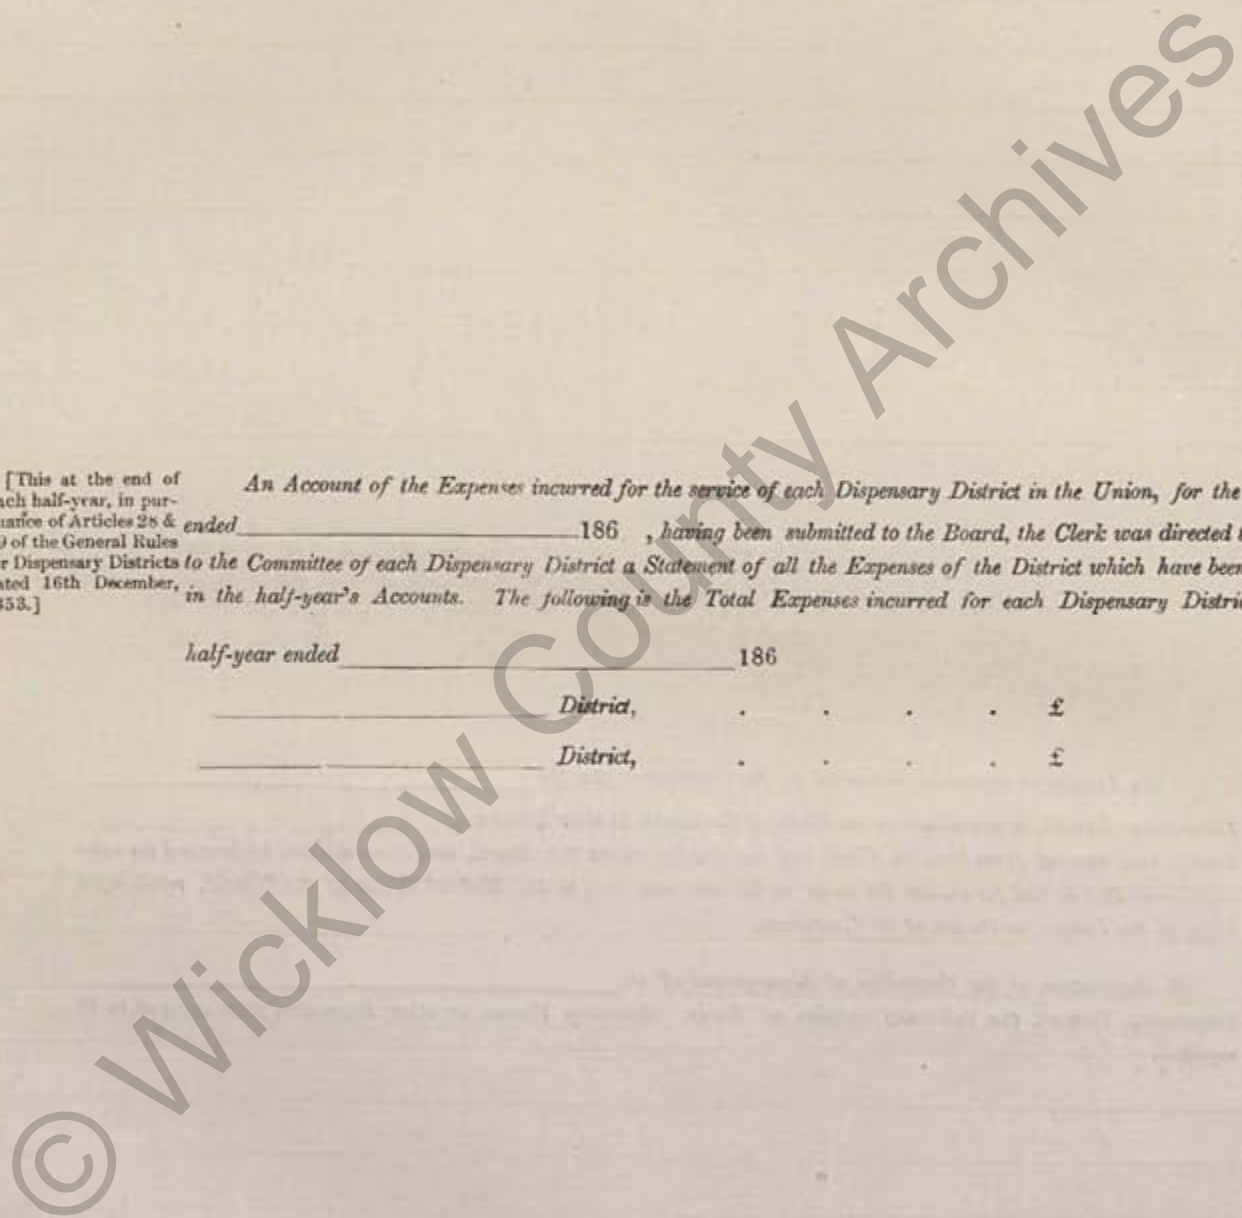 [This at the end of
ach half-year, in pur-
uance of Articles 28 &
9 of the General Rules
r Dispensary Districts
ated 16th December,
853.]
An Account of the Expenses incurred for the service of each Dispensary District in the Union, for the
ended 186 , having been submitted to the Board, the Clerk was directed t
to the Committee of each Dispensary District a Statement of all the Expenses of the District which have been
in the half-year's Accounts. The following is the Total Expenses incurred for each Dispensary Distric
half-year ended 186
District, . . . . £
District, . . . . £
© Wicklow County Archives